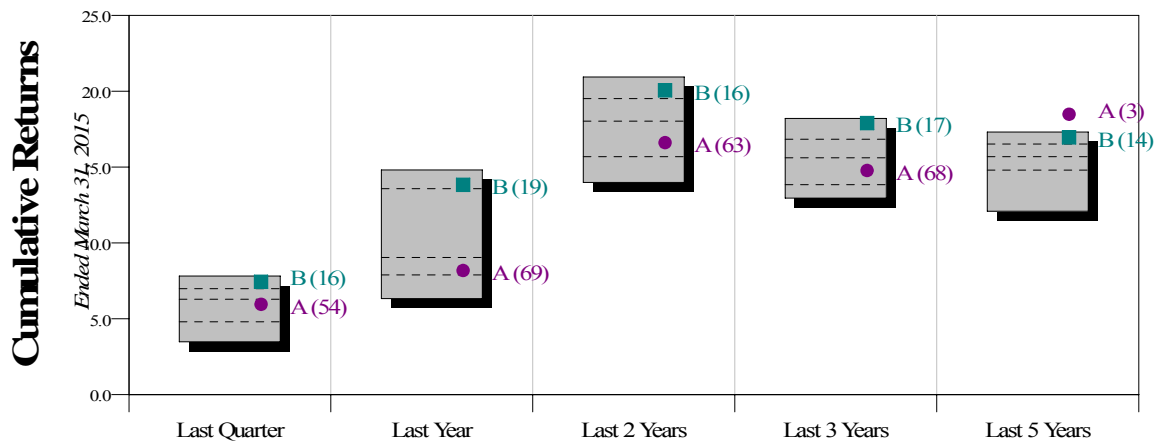 Cumulative Returns
Ended March 31, 2015
25.0
20.0
15.0
10.0
5.0
0.0
B (16)
A (54)
B (19)
A (69)
B (16)
A (63)
B (17)
A (68)
A (3)
B (14)
Last Quarter
Last Year
Last 2 Years
Last 3 Years
Last 5 Years